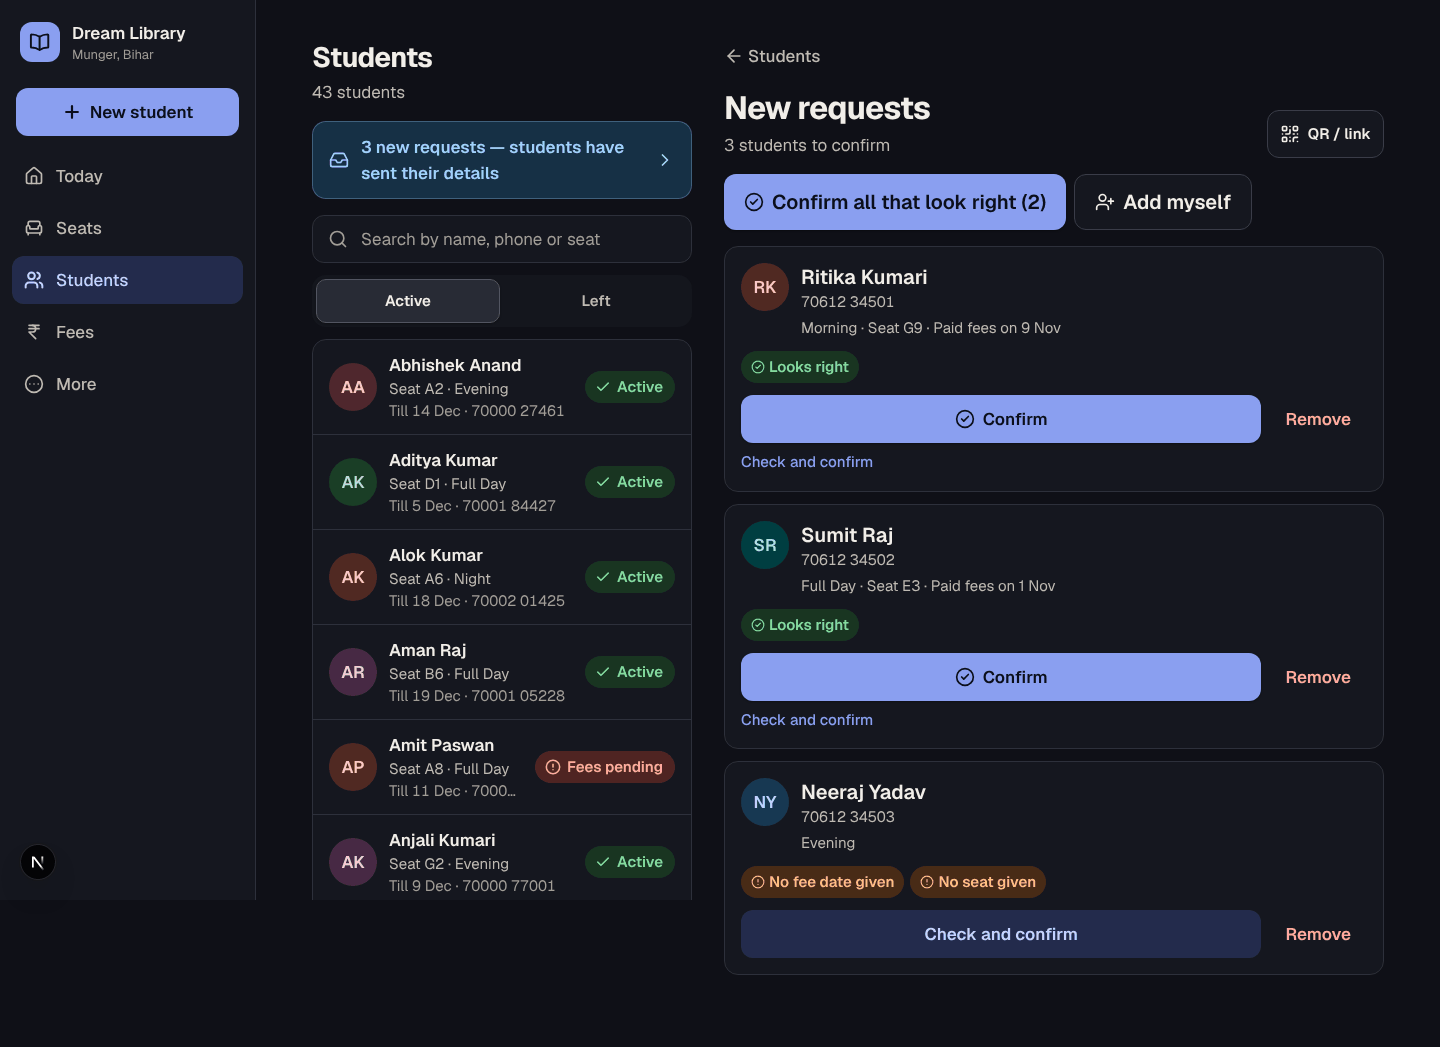 Dream Library
Munger, Bihar
New student
Today
Seats
Students
Fees
More
N
Students
43 students
3 new requests — students have
sent their details
Search by name, phone or seat
Active
Left
AA
Abhishek Anand
Seat A2 · Evening
Till 14 Dec · 70000 27461
Active
AK
Aditya Kumar
Seat D1 · Full Day
Till 5 Dec · 70001 84427
Active
AK
Alok Kumar
Seat A6 · Night
Till 18 Dec · 70002 01425
Active
AR
Aman Raj
Seat B6 · Full Day
Till 19 Dec · 70001 05228
Active
AP
Amit Paswan
Seat A8 · Full Day
Till 11 Dec · 7000...
Fees pending
AK
Anjali Kumari
Seat G2 · Evening
Till 9 Dec · 70000 77001
Active
Students
New requests
3 students to confirm
QR / link
Confirm all that look right (2)
Add myself
RK
Ritika Kumari
70612 34501
Morning · Seat G9 · Paid fees on 9 Nov
Looks right
Confirm
Remove
Check and confirm
SR
Sumit Raj
70612 34502
Full Day · Seat E3 · Paid fees on 1 Nov
Looks right
Confirm
Remove
Check and confirm
NY
Neeraj Yadav
70612 34503
Evening
No fee date given
No seat given
Check and confirm
Remove